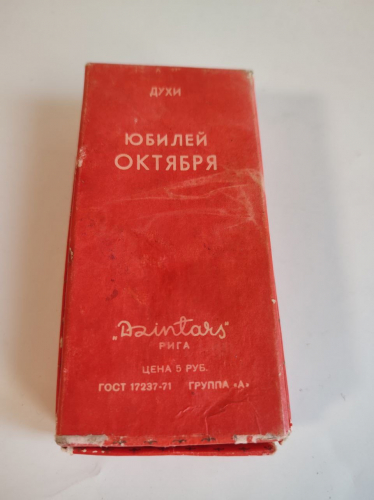 ДУХИ
ЮБИЛЕЙ
ОКТЯБРЯ
„Dzintars"
РИГА
ЦЕНА 5 РУБ.
ГОСТ 17237-71 ГРУППА «А»